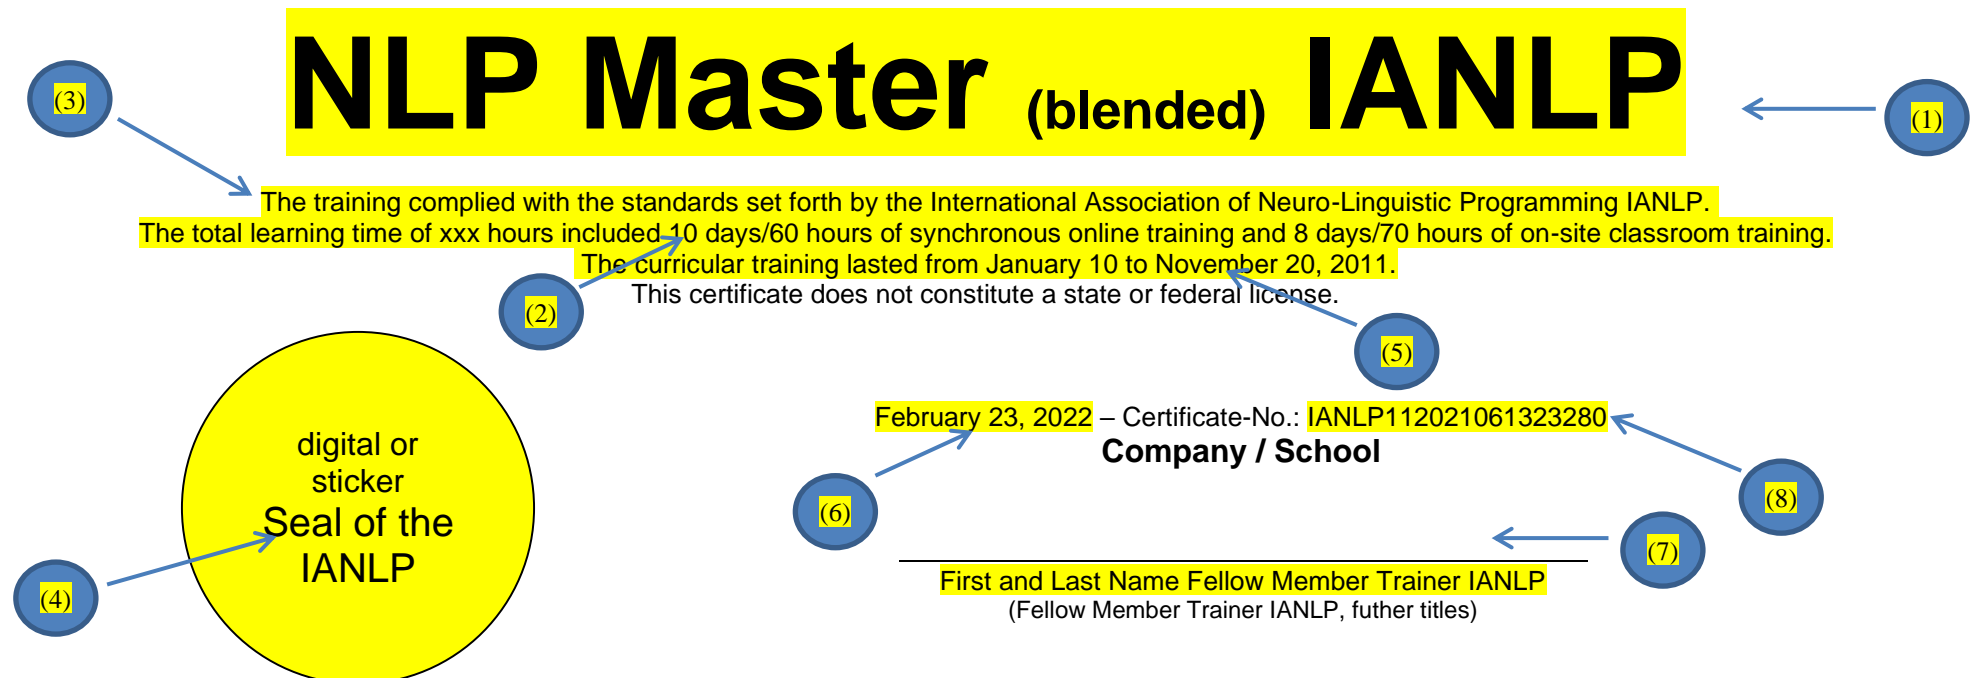 NLP Master (blended) IANLP
(3)
(1)
The training complied with the standards set forth by the International Association of Neuro-Linguistic Programming IANLP.
The total learning time of xxx hours included 10 days/60 hours of synchronous online training and 8 days/70 hours of on-site classroom training.
The curricular training lasted from January 10 to November 20, 2011.
This certificate does not constitute a state or federal license.
(2)
(5)
February 23, 2022 – Certificate-No.: IANLP112021061323280
Company / School
digital or
sticker
Seal of the
IANLP
(6)
(8)
(7)
(4)
First and Last Name Fellow Member Trainer IANLP
(Fellow Member Trainer IANLP, futher titles)